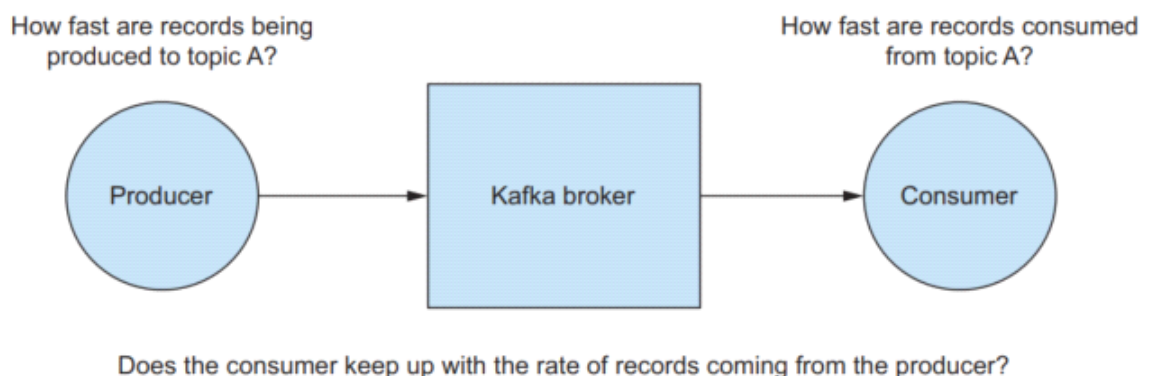 How fast are records being
produced to topic A?
How fast are records consumed
from topic A?
Producer
Kafka broker
Consumer
Does the consumer keep up with the rate of records coming from the producer?